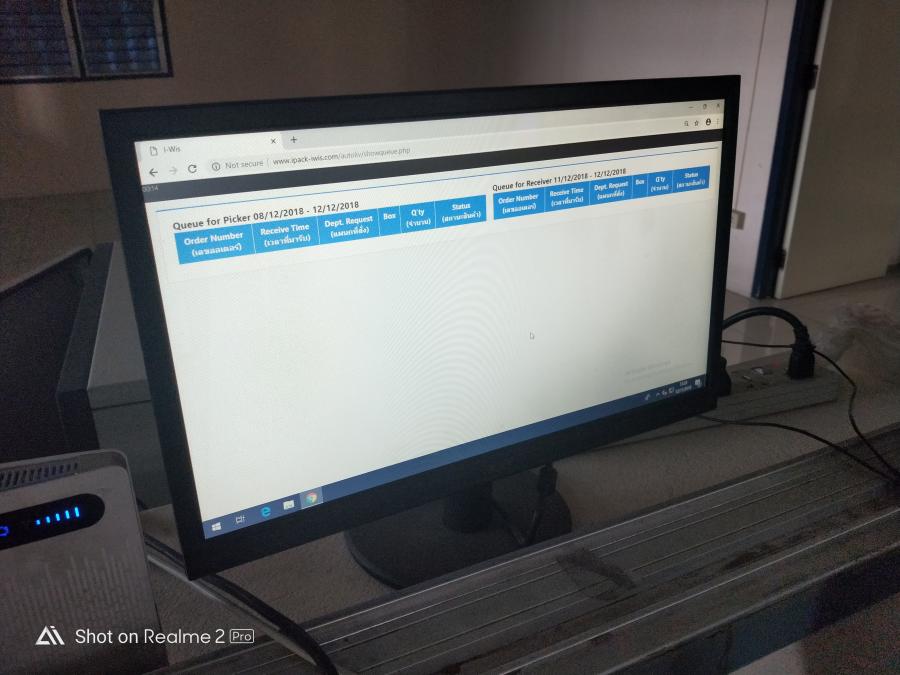 i-Wis
Not secure | www.ipack-iwis.com/autokv/showqueue.php
Queue for Picker 08/12/2018 - 12/12/2018
Order Number
(เลขออเดอร์)
Receive Time
(เวลาที่มารับ)
Dept. Request
(แผนกที่สั่ง)
Box
Q'ty
(จำนวน)
Status
(สถานะสินค้า)
Queue for Receiver 11/12/2018 - 12/12/2018
Order Number
(เลขออเดอร์)
Receive Time
(เวลาที่มารับ)
Dept. Request
(แผนกที่สั่ง)
Box
Q'ty
(จำนวน)
Status
(สถานะสินค้า)
Shot on Realme 2 Pro